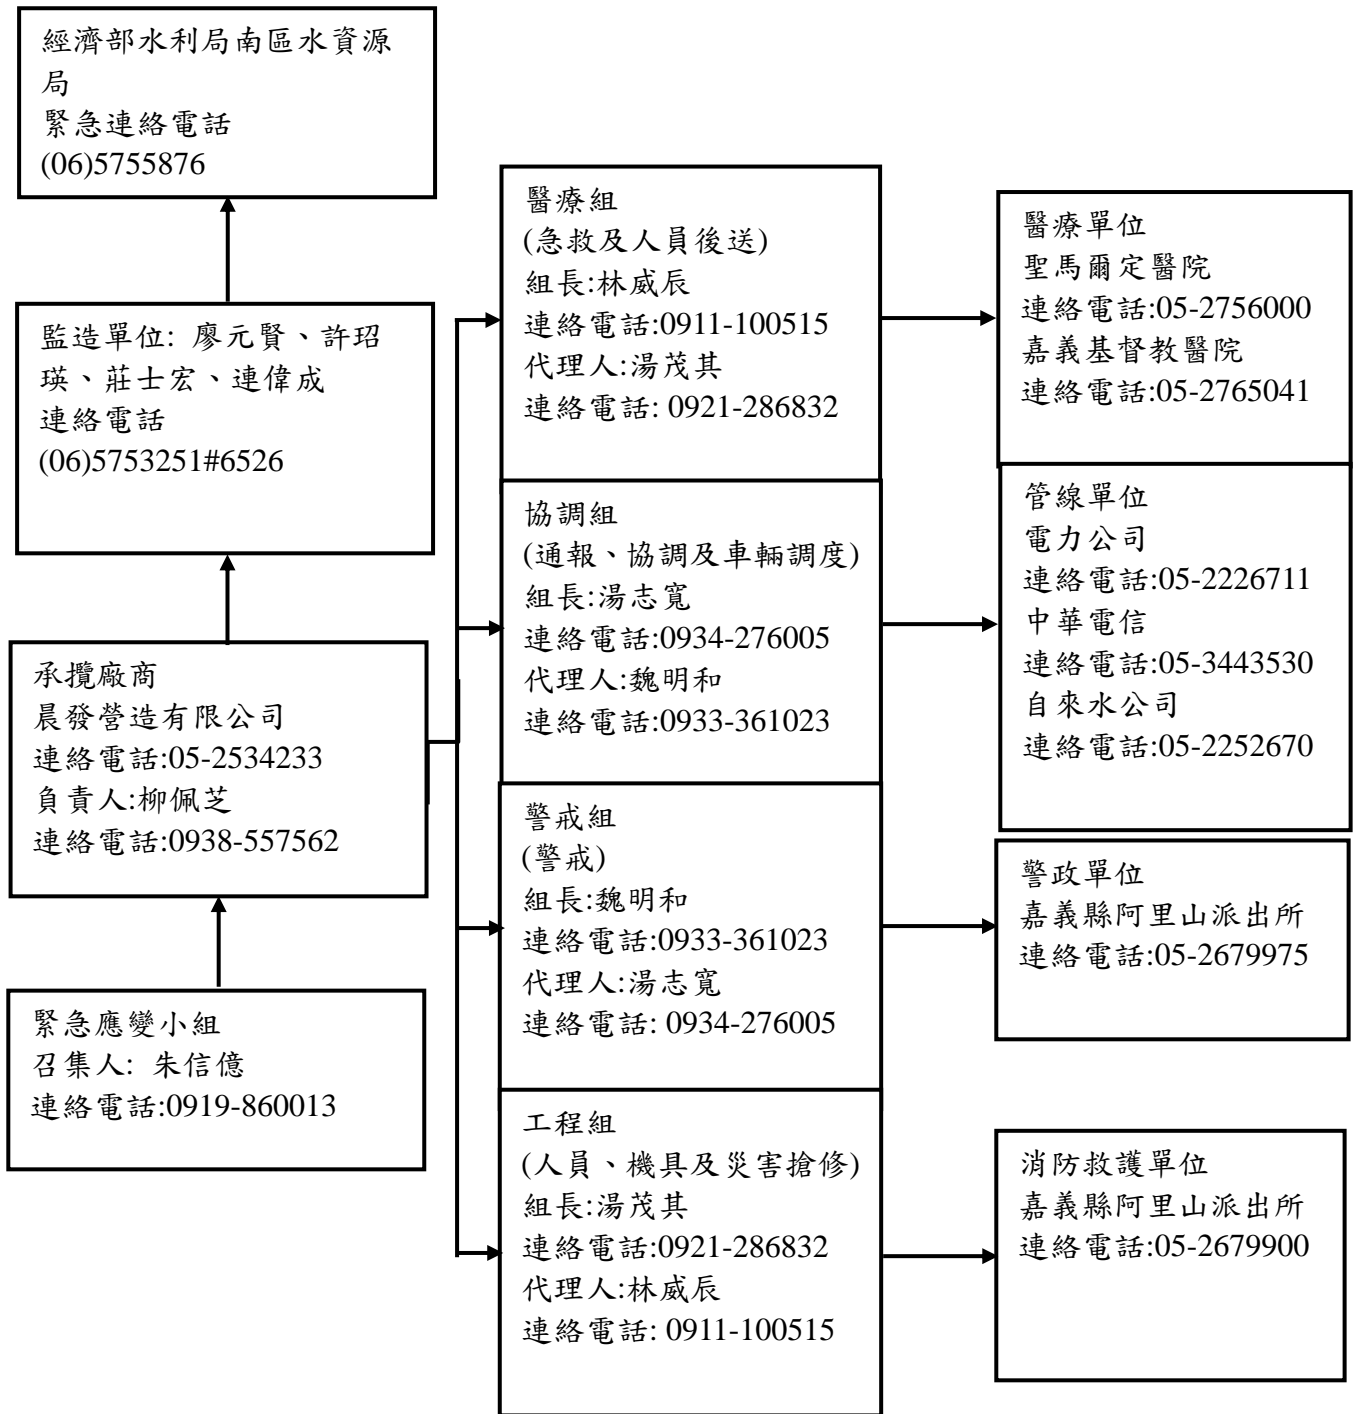 經濟部水利局南區水資源
局
緊急連絡電話
(06)5755876
監造單位: 廖元賢、許玿
瑛、莊士宏、連偉成
連絡電話
(06)5753251#6526
承攬廠商
晨發營造有限公司
連絡電話:05-2534233
負責人:柳佩芝
連絡電話:0938-557562
緊急應變小組
召集人: 朱信億
連絡電話:0919-860013
醫療組
(急救及人員後送)
組長:林威辰
連絡電話:0911-100515
代理人:湯茂其
連絡電話: 0921-286832
協調組
(通報、協調及車輛調度)
組長:湯志寬
連絡電話:0934-276005
代理人:魏明和
連絡電話:0933-361023
警戒組
(警戒)
組長:魏明和
連絡電話:0933-361023
代理人:湯志寬
連絡電話: 0934-276005
工程組
(人員、機具及災害搶修)
組長:湯茂其
連絡電話:0921-286832
代理人:林威辰
連絡電話: 0911-100515
醫療單位
聖馬爾定醫院
連絡電話:05-2756000
嘉義基督教醫院
連絡電話:05-2765041
管線單位
電力公司
連絡電話:05-2226711
中華電信
連絡電話:05-3443530
自來水公司
連絡電話:05-2252670
警政單位
嘉義縣阿里山派出所
連絡電話:05-2679975
消防救護單位
嘉義縣阿里山派出所
連絡電話:05-2679900